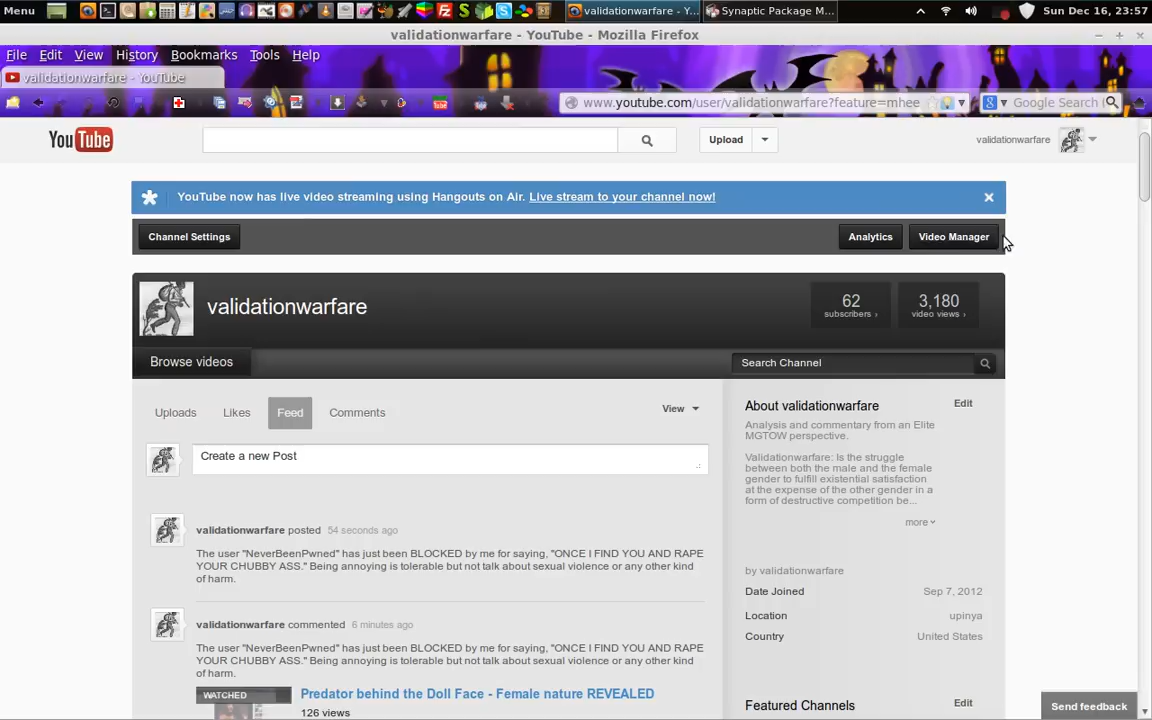 Menu
validationwarfare - Y...
Synaptic Package M...
Sun Dec 16, 23:57
validationwarfare - YouTube - Mozilla Firefox
File Edit View History Bookmarks Tools Help
validationwarfare - YouTube
www.youtube.com/user/validationwarfare?feature=mhee
Google Search (
YouTube
Upload
validationwarfare
YouTube now has live video streaming using Hangouts on Air. Live stream to your channel now!
Channel Settings
Analytics
Video Manager
validationwarfare
62
subscribers ›
3,180
video views ›
Browse videos
Search Channel
Uploads
Likes
Feed
Comments
View
Create a new Post
validationwarfare posted 54 seconds ago
The user "NeverBeenPwned" has just been BLOCKED by me for saying, "ONCE I FIND YOU AND RAPE
YOUR CHUBBY ASS." Being annoying is tolerable but not talk about sexual violence or any other kind
of harm.
validationwarfare commented 6 minutes ago
The user "NeverBeenPwned" has just been BLOCKED by me for saying, "ONCE I FIND YOU AND RAPE
YOUR CHUBBY ASS." Being annoying is tolerable but not talk about sexual violence or any other kind
of harm.
WATCHED
Predator behind the Doll Face - Female nature REVEALED
126 views
About validationwarfare
Edit
Analysis and commentary from an Elite
MGTOW perspective.
Validationwarfare: Is the struggle
between both the male and the female
gender to fulfill existential satisfaction
at the expense of the other gender in a
form of destructive competition be...
more
by validationwarfare
Date Joined Sep 7, 2012
Location upinya
Country United States
Featured Channels
Edit
Send feedback